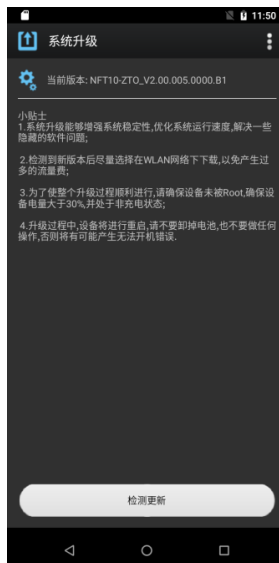 11:50
系统升级
当前版本: NFT10-ZTO_V2.00.005.0000.B1
小贴士
1.系统升级能够增强系统稳定性,优化系统运行速度,解决一些
隐藏的软件问题;
2.检测到新版本后尽量选择在WLAN网络下下载,以免产生过
多的流量费;
3.为了使整个升级过程顺利进行,请确保设备未被Root,确保设
备电量大于30%,并处于非充电状态;
4.升级过程中,设备将进行重启,请不要卸掉电池,也不要做任何
操作,否则将有可能产生无法开机错误.
检测更新